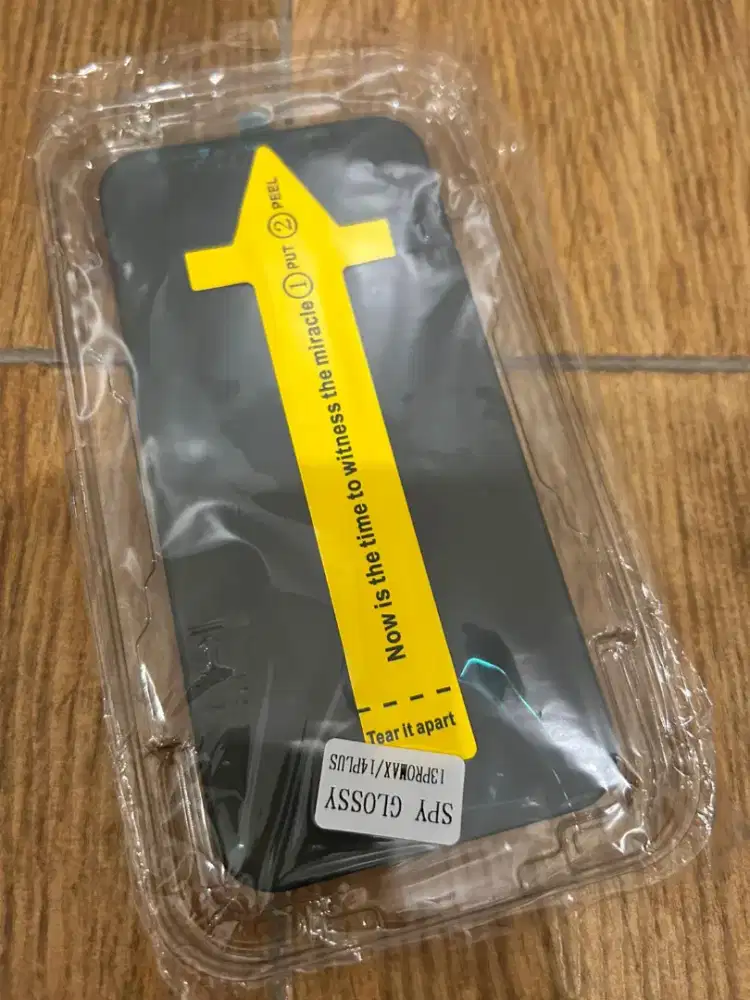 Now is the time to witness the miracle ① PUT ② PEEL
Tear it apart
SPY GLOSSY
13PROMAX/14PLUS